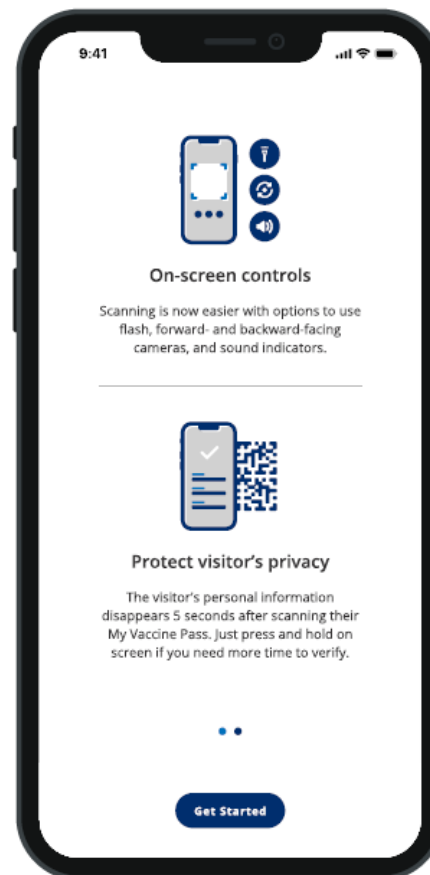 9:41
On-screen controls
Scanning is now easier with options to use
flash, forward- and backward-facing
cameras, and sound indicators.
Protect visitor's privacy
The visitor's personal information
disappears 5 seconds after scanning their
My Vaccine Pass. Just press and hold on
screen if you need more time to verify.
Get Started